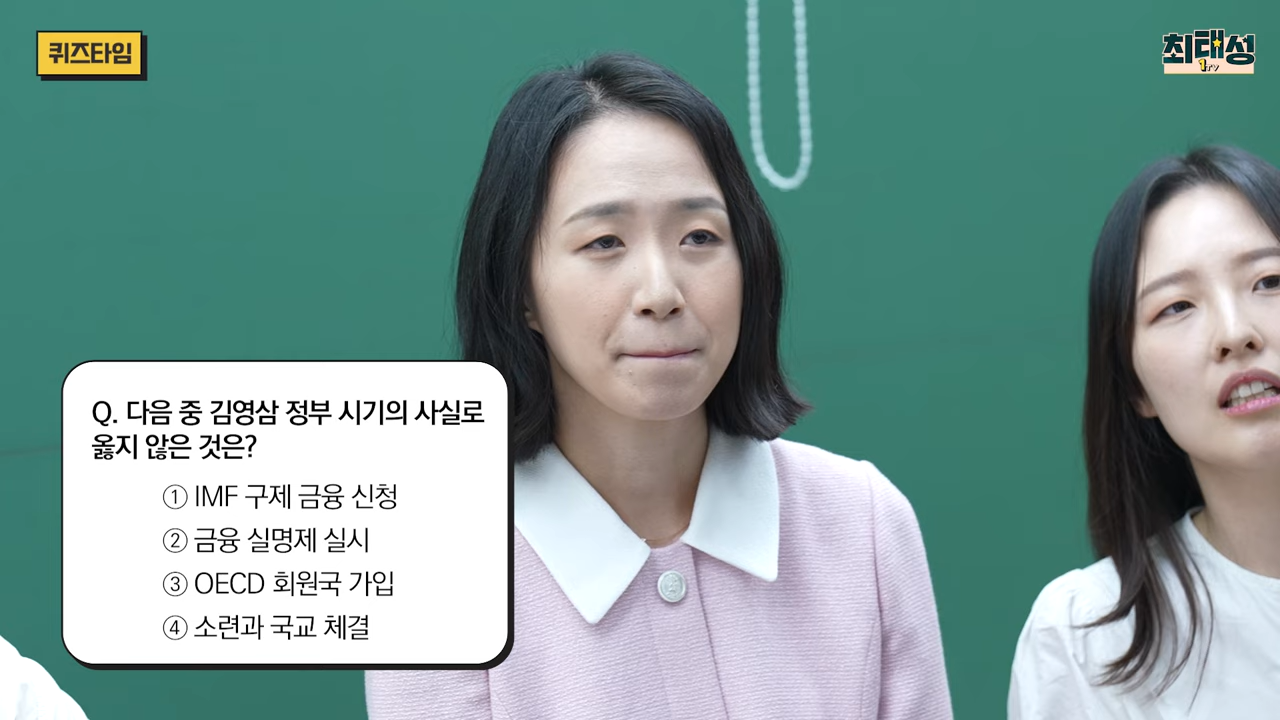 퀴즈타임
최태성
1TV
Q. 다음 중 김영삼 정부 시기의 사실로
옳지 않은 것은?
① IMF 구제 금융 신청
② 금융 실명제 실시
③ OECD 회원국 가입
④ 소련과 국교 체결